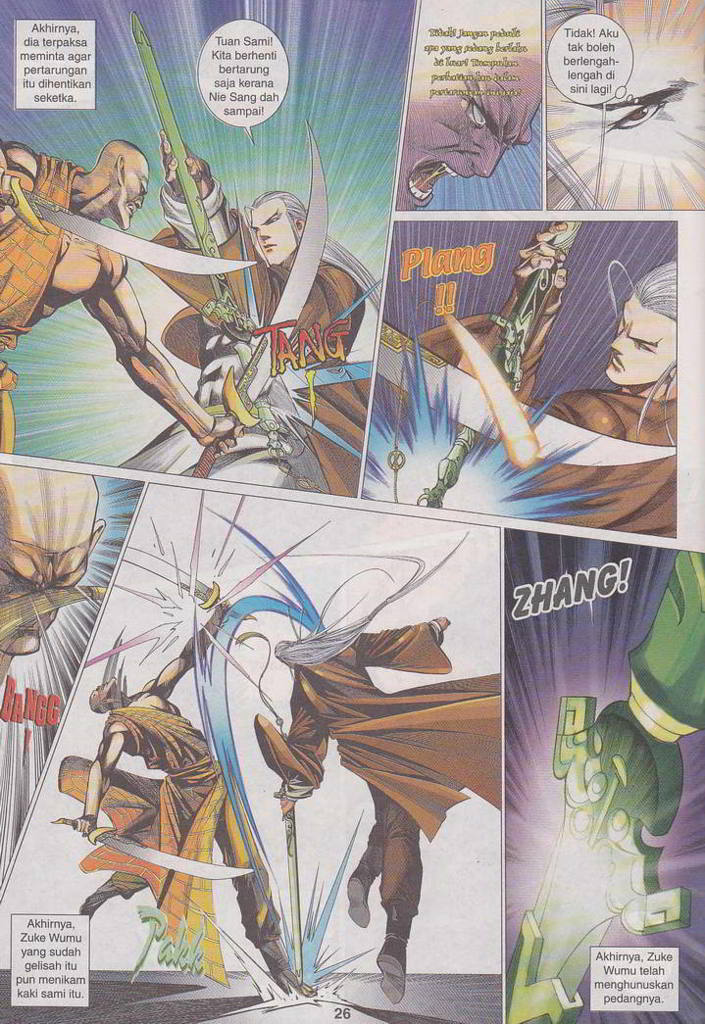 Akhirnya,
dia terpaksa
meminta agar
pertarungan
itu dihentikan
seketka.
Tuan Sami!
Kita berhenti
bertarung
saja kerana
Nie Sang dah
sampai!
Tidak! Jangan peduli
apa yang sedang berlaku
di luar! Tumpukan
perhatian
Tidak! Aku
tak boleh
berlengah-
lengah di
sini lagi!
TANG
!
Plang
!!
BANGG
!
Pakk
ZHANG!
Akhirnya,
Zuke Wumu
yang sudah
gelisah itu
pun menikam
kaki sami itu.
Akhirnya, Zuke
Wumu telah
menghunuskan
pedangnya.
26